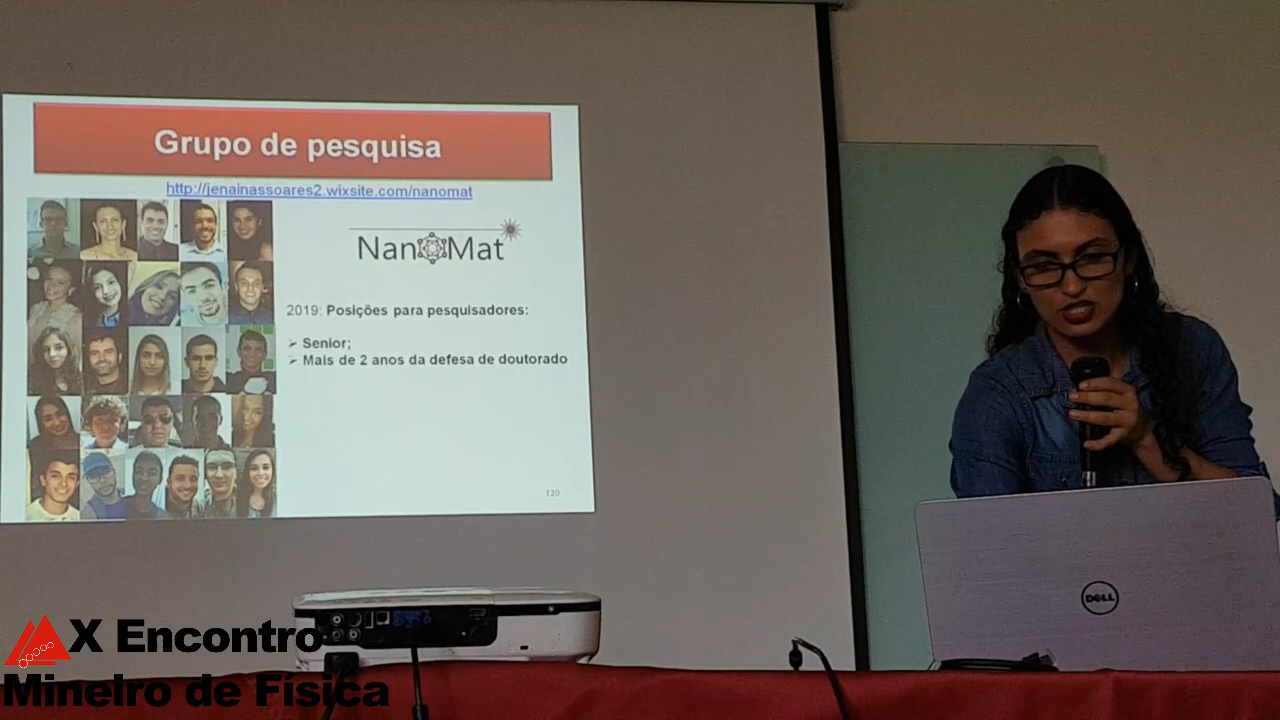 Grupo de pesquisa
http://jenainassoares2.wixsite.com/nanomat
NanoMat
2019: Posições para pesquisadores:
➢ Senior;
➢ Mais de 2 anos da defesa de doutorado
120
DELL
X Encontro
Mineiro de Física